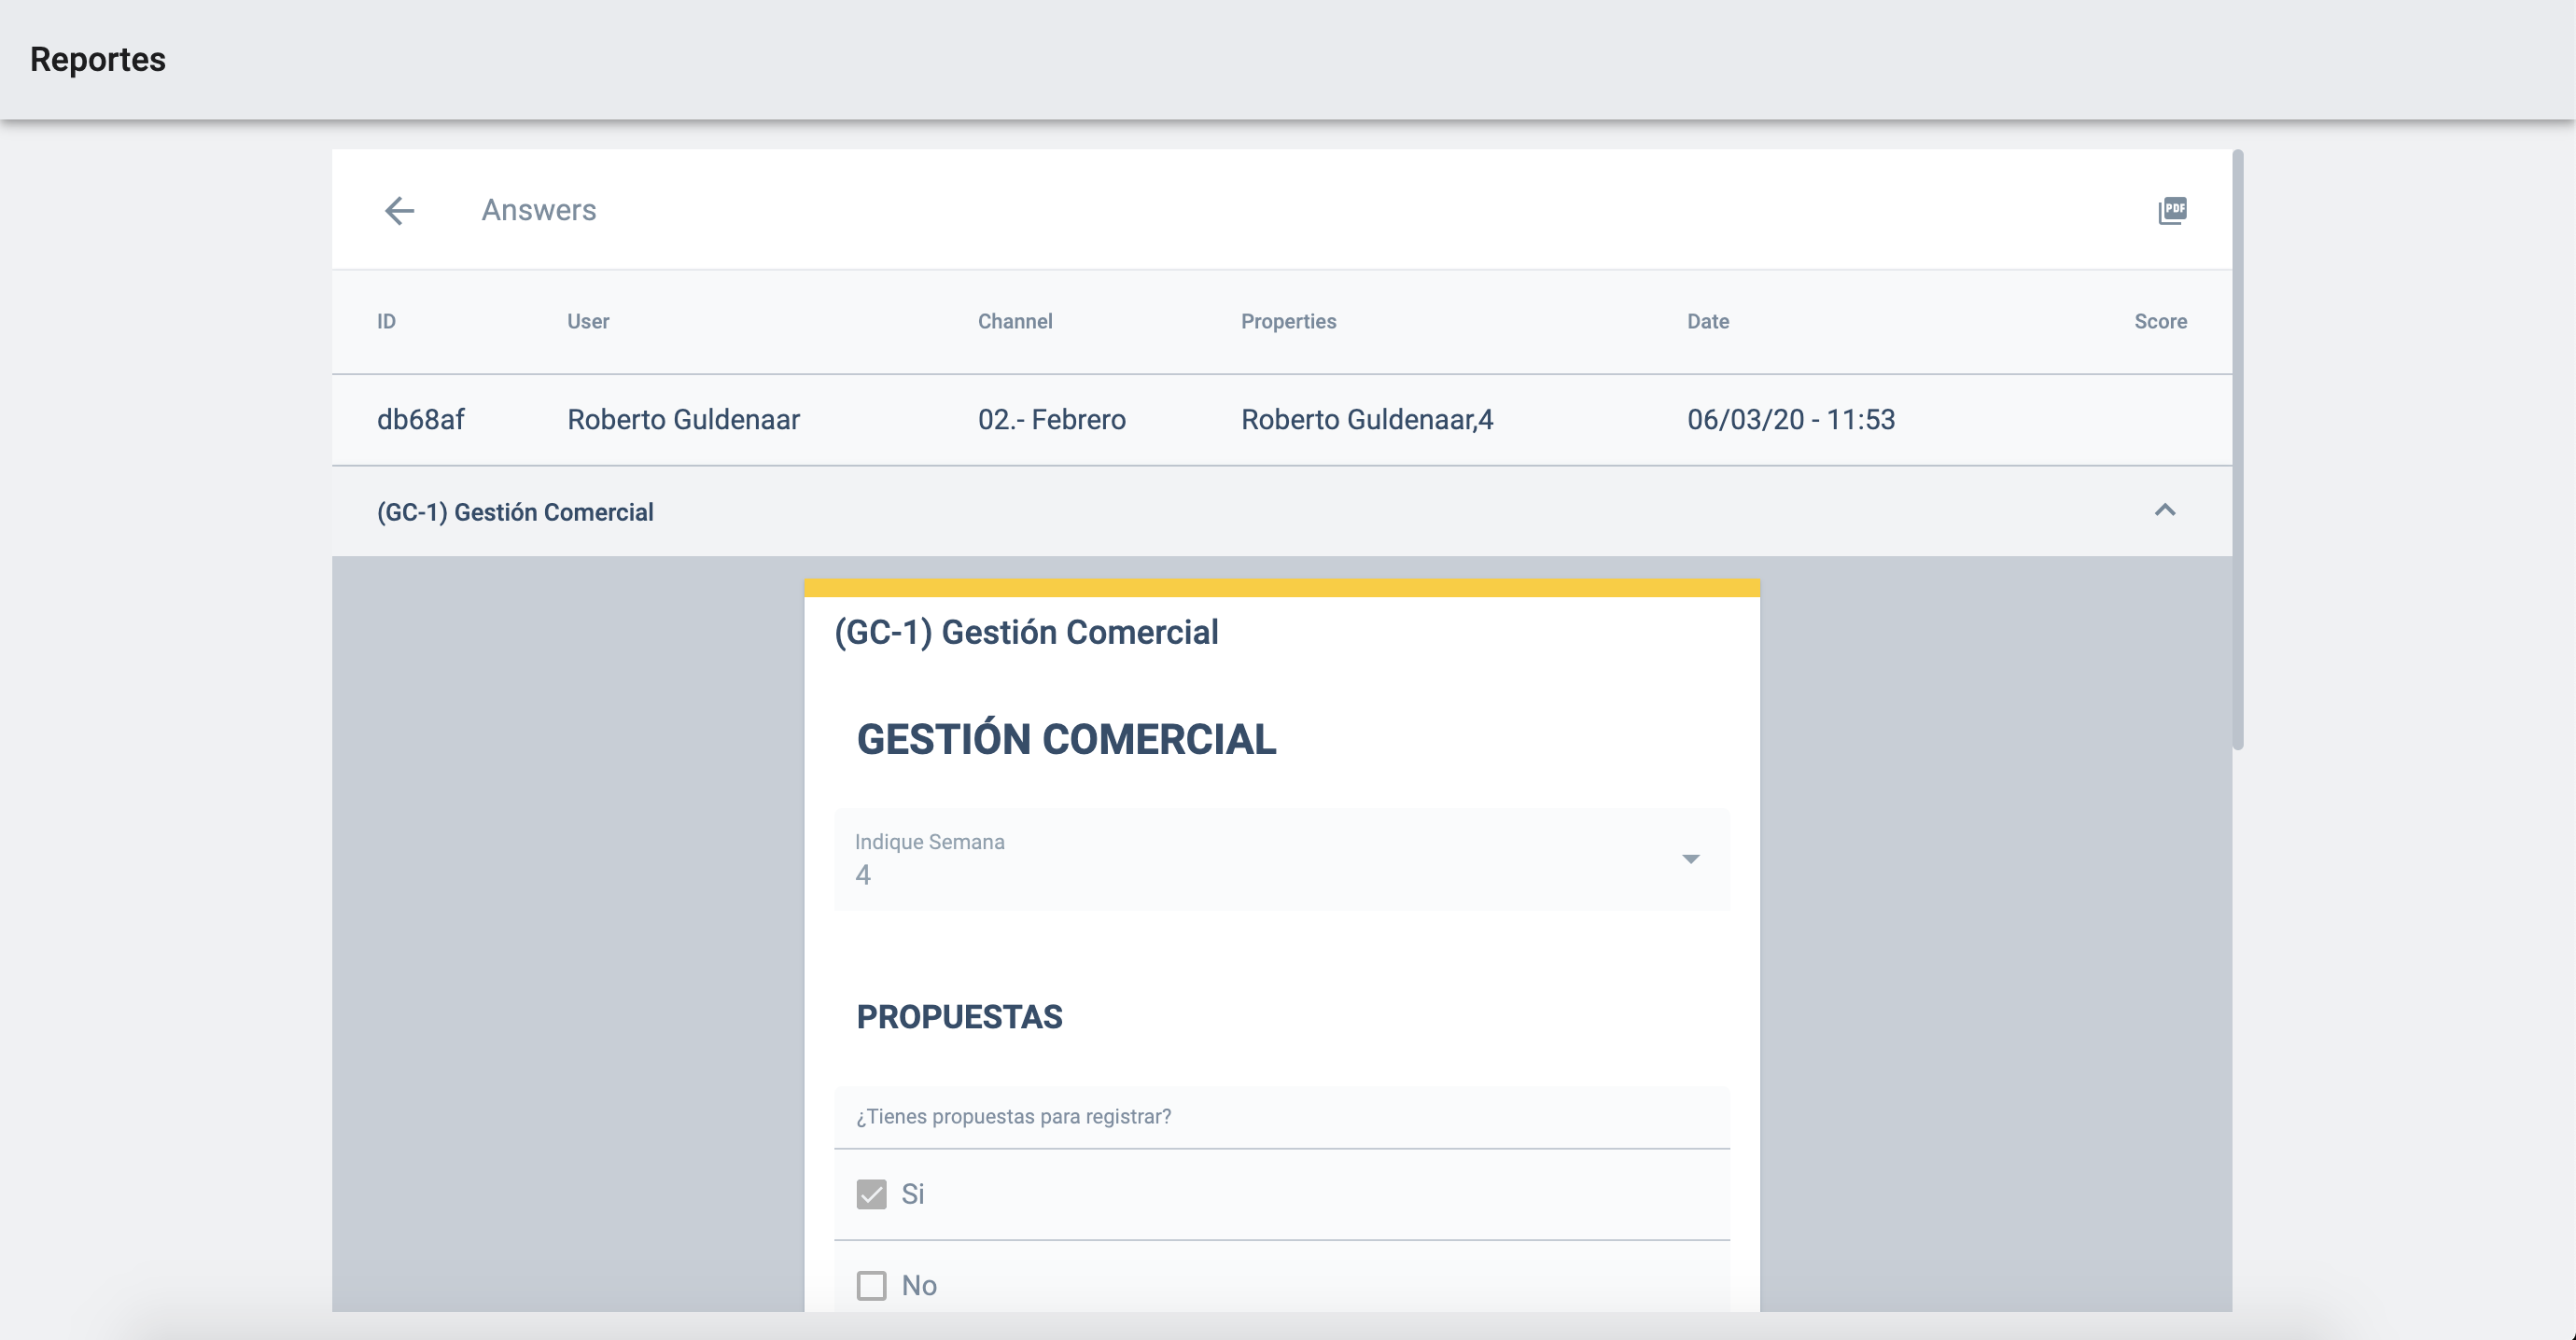 Reportes
Answers
PDF
ID User Channel Properties Date Score
db68af Roberto Guldenaar 02.- Febrero Roberto Guldenaar,4 06/03/20 - 11:53
(GC-1) Gestión Comercial
(GC-1) Gestión Comercial
GESTIÓN COMERCIAL
Indique Semana
4
PROPUESTAS
¿Tienes propuestas para registrar?
Si
No